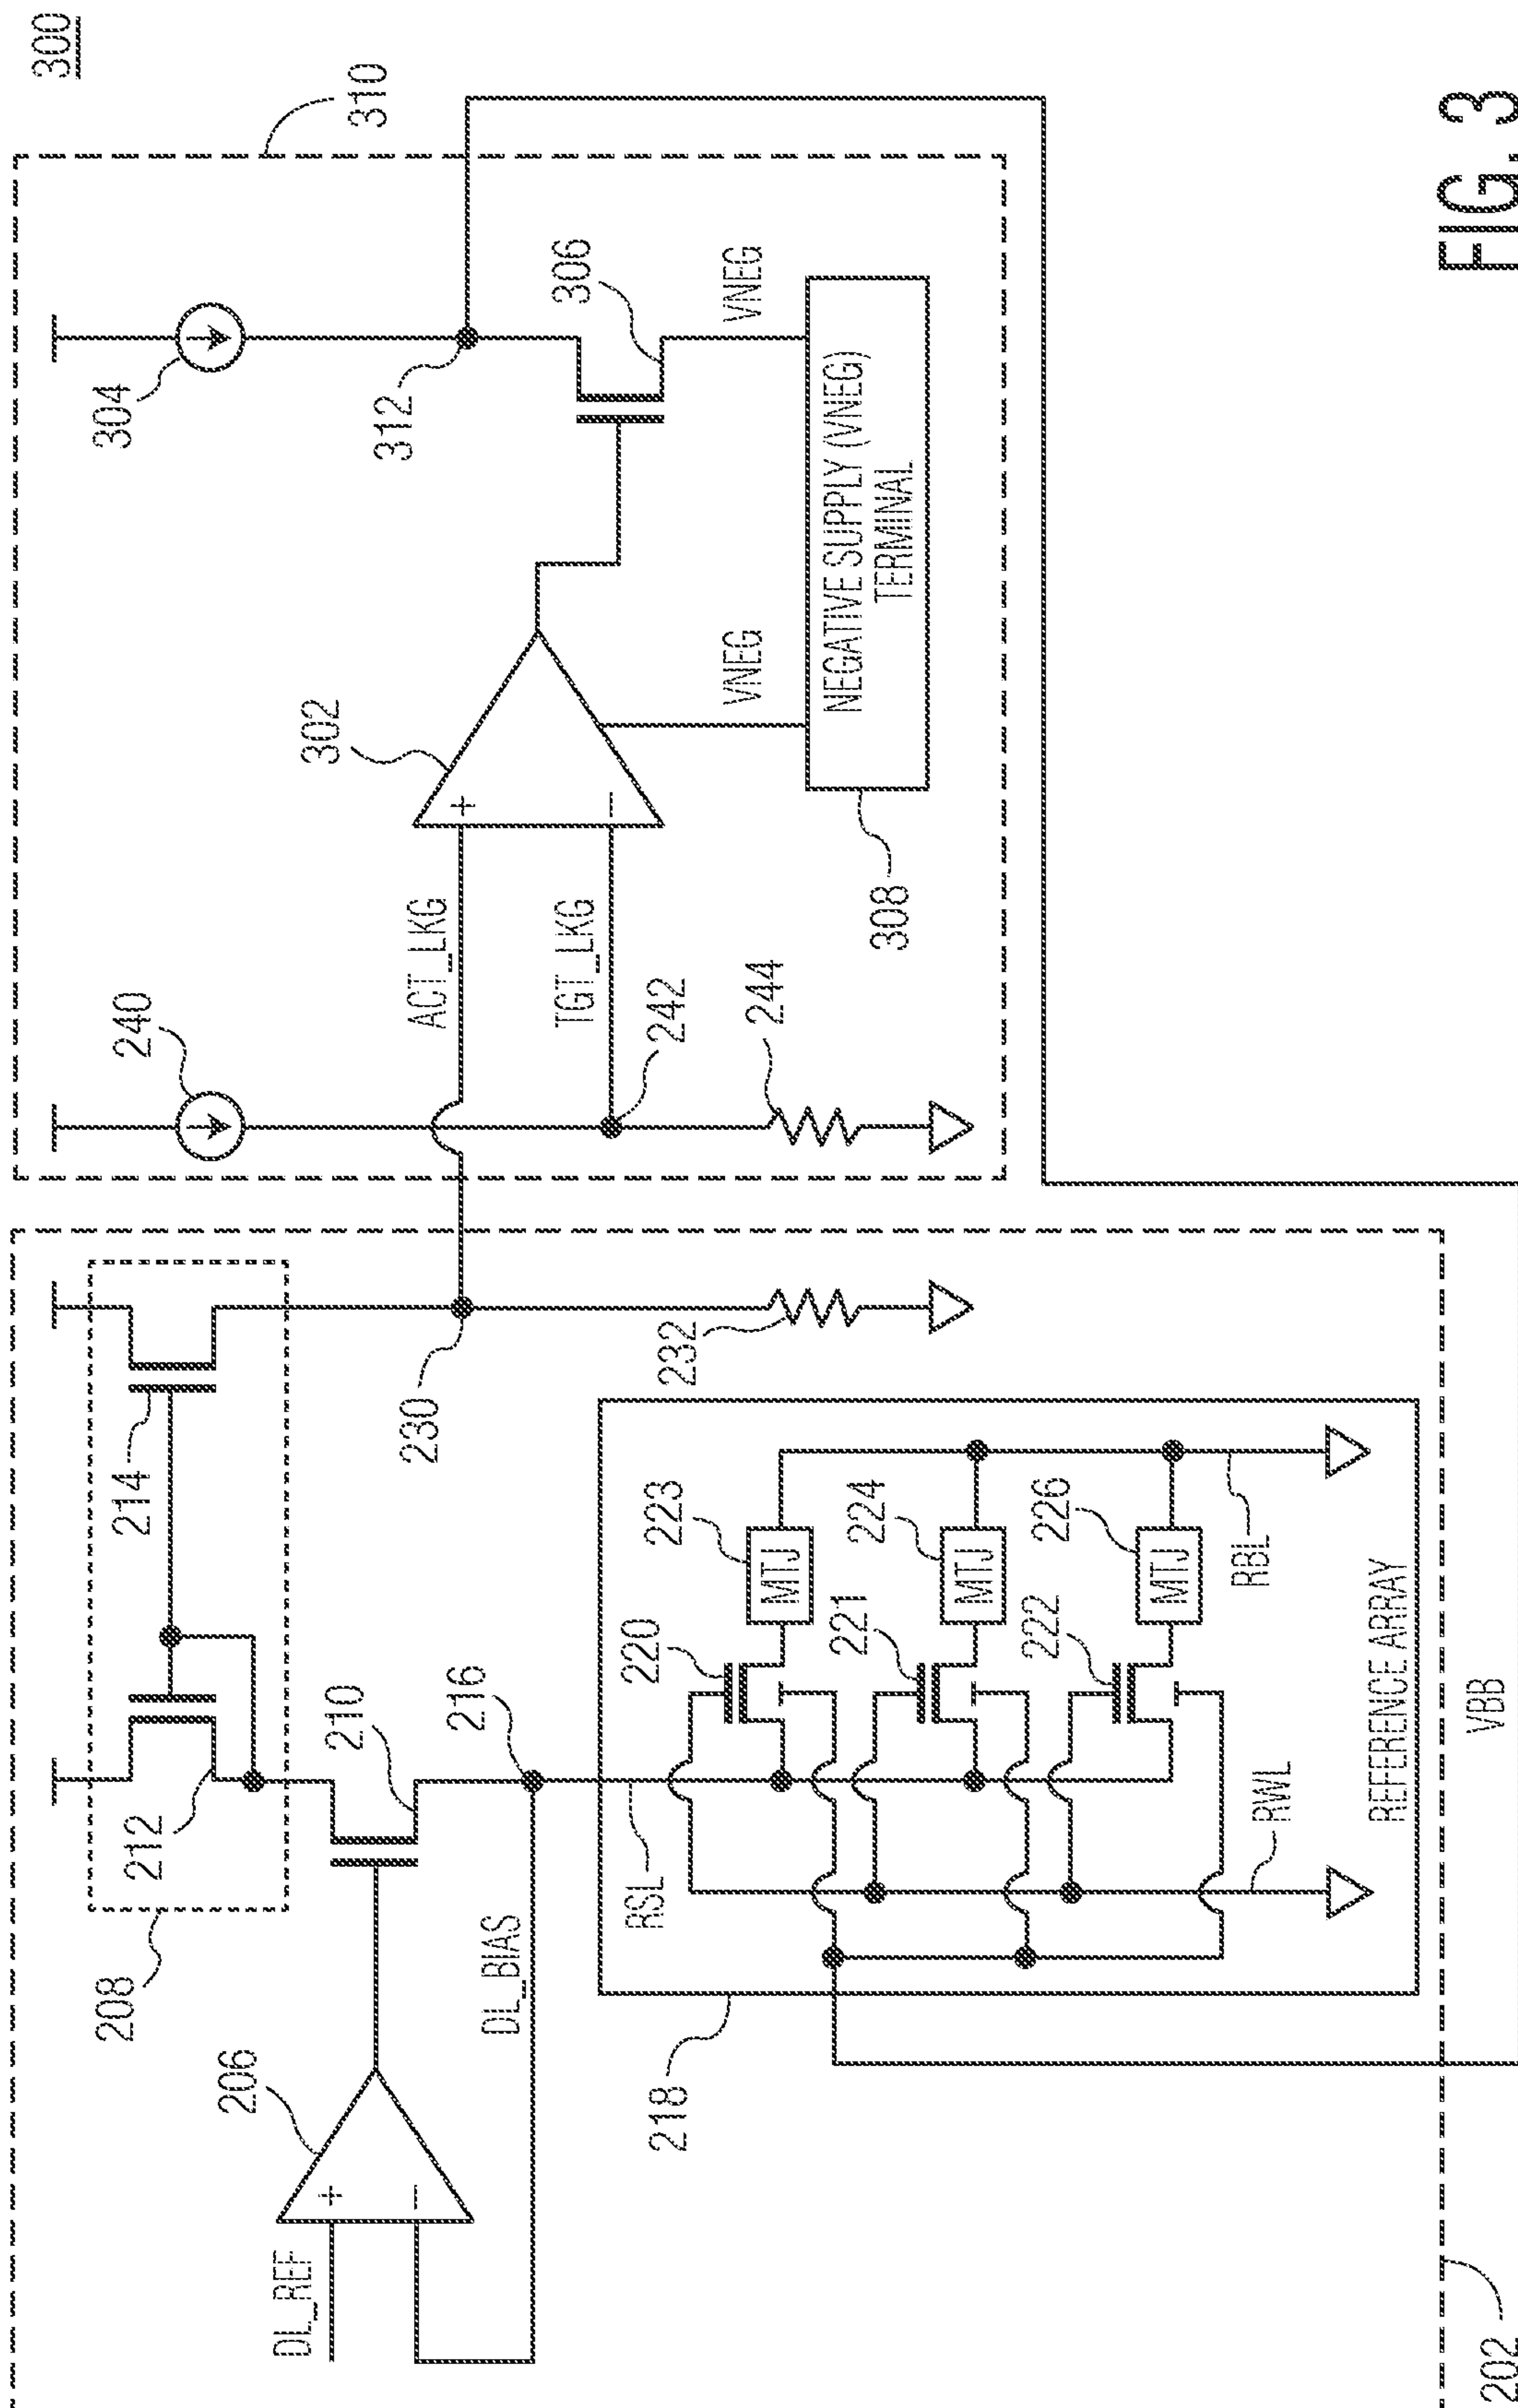 300
310
304
312
306
VNEG
302
VNEG
NEGATIVE SUPPLY (VNEG)
TERMINAL
308
240
ACT_LKG
TGT_LKG
242
244
+
−
214
212
208
230
232
206
210
216
DL_REF
+
−
DL_BIAS
218
RSL
220
223
MTJ
221
224
MTJ
222
226
MTJ
RBL
RWL
REFERENCE ARRAY
VBB
202
FIG. 3